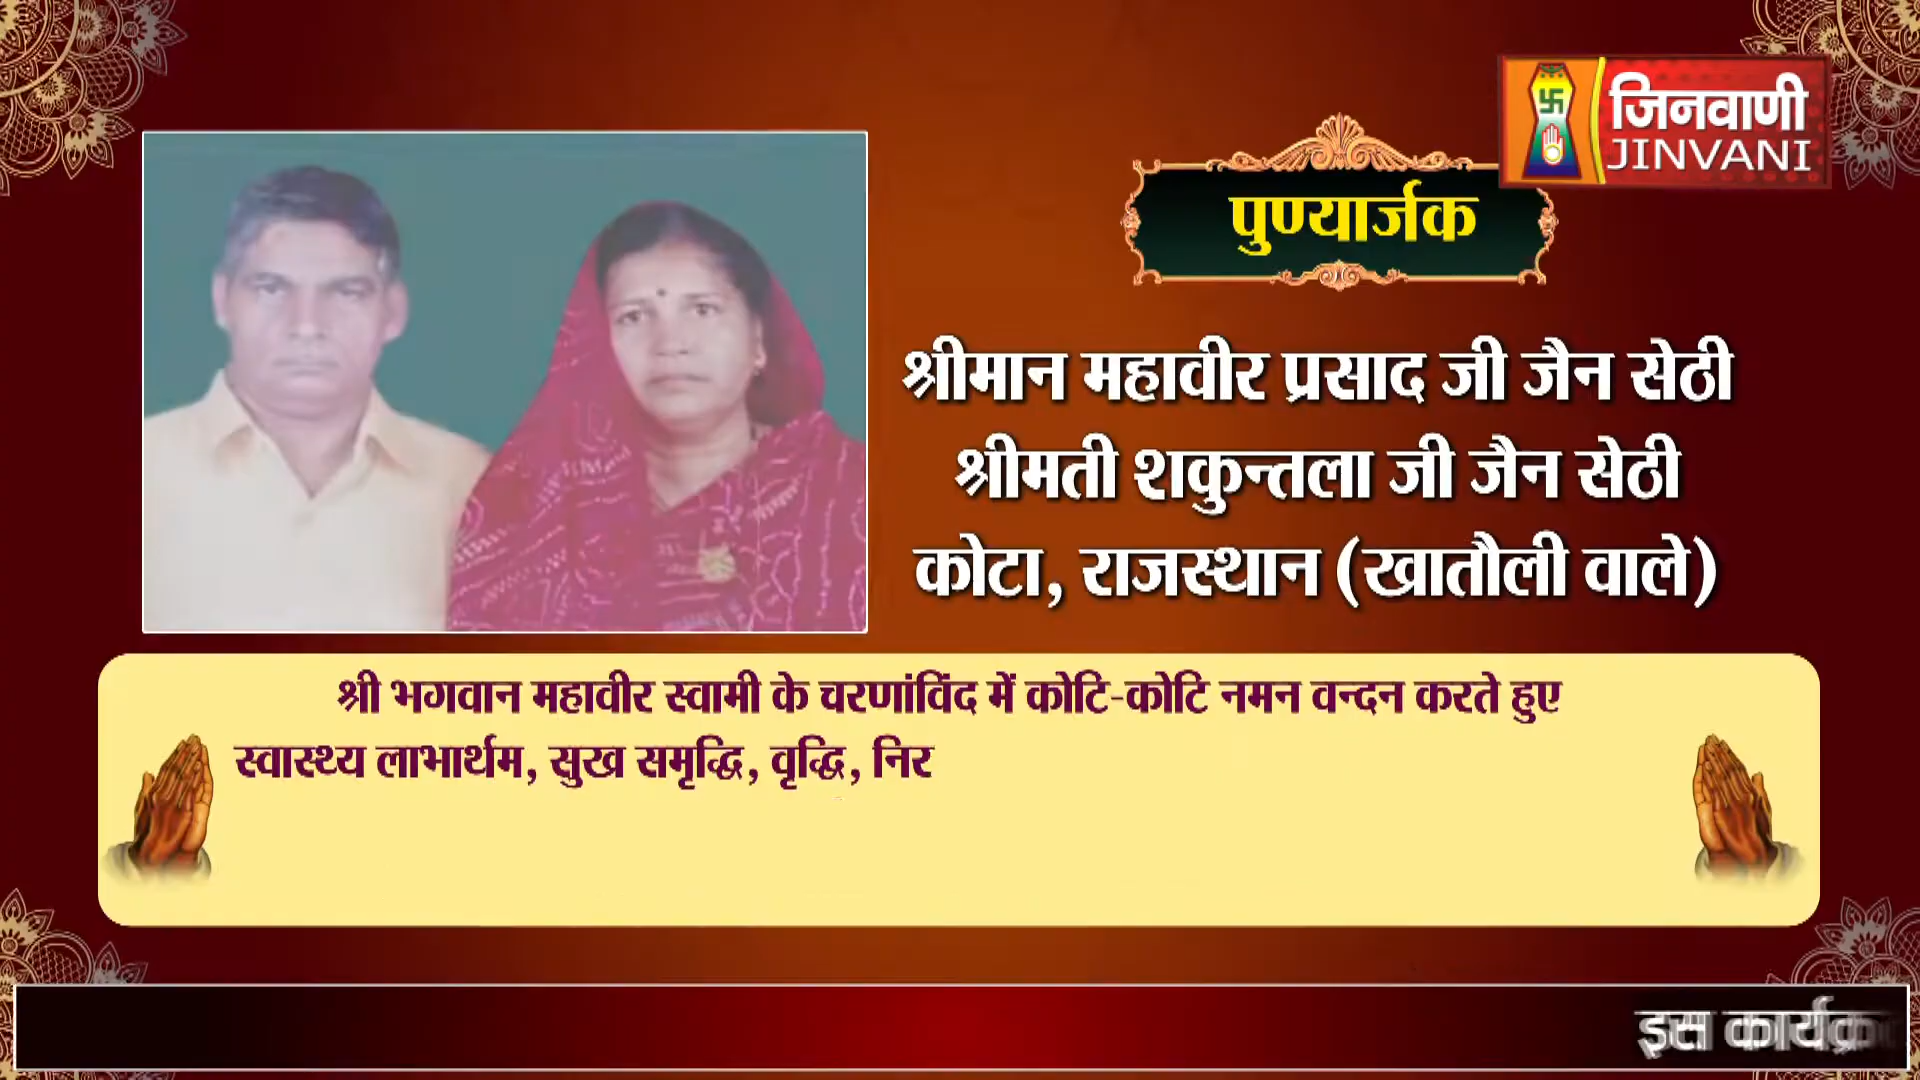 जिनवाणी
JINVANI
पुण्यार्जक
श्रीमान महावीर प्रसाद जी जैन सेठी
श्रीमती शकुन्तला जी जैन सेठी
कोटा, राजस्थान (खातौली वाले)
श्री भगवान महावीर स्वामी के चरणांविंद में कोटि-कोटि नमन वन्दन करते हुए
स्वास्थ्य लाभार्थम, सुख समृद्धि, वृद्धि, निर
इस